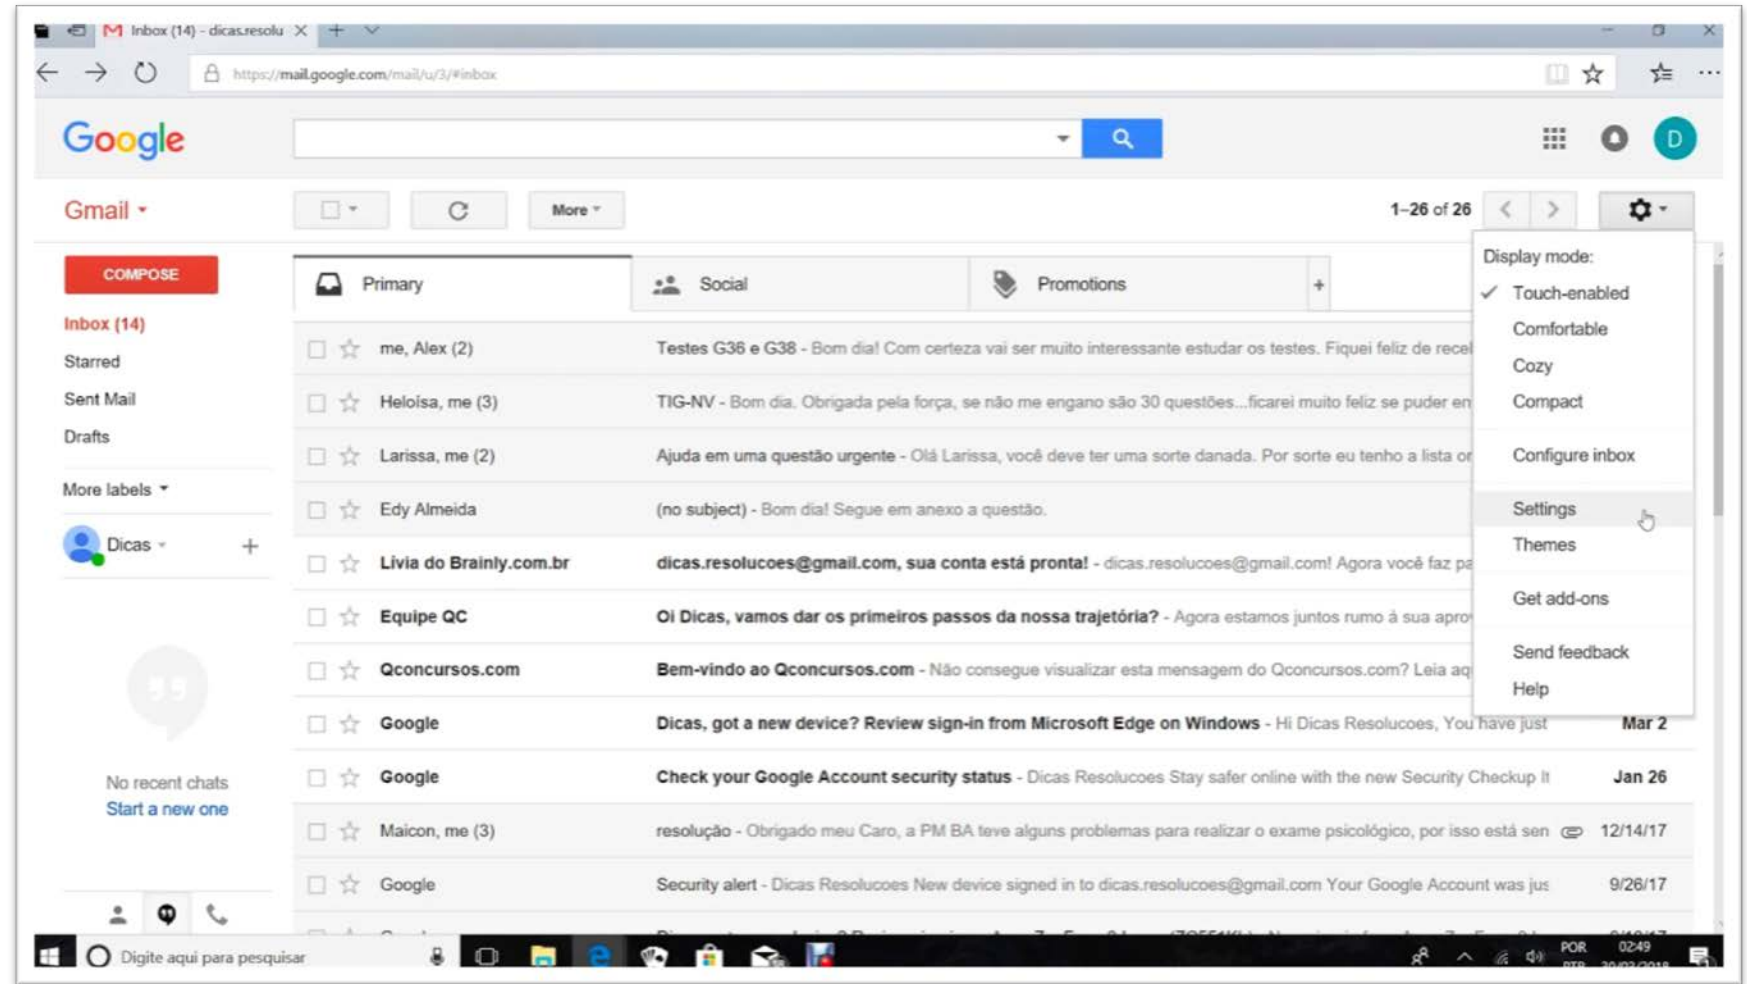 Inbox (14) - dicas.resolu
https://mail.google.com/mail/u/3/#inbox
Google
D
Gmail
More
1–26 of 26
COMPOSE
Inbox (14)
Starred
Sent Mail
Drafts
More labels
Dicas
No recent chats
Start a new one
Primary
Social
Promotions
me, Alex (2) Testes G36 e G38 - Bom dia! Com certeza vai ser muito interessante estudar os testes. Fiquei feliz de recel
Heloísa, me (3) TIG-NV - Bom dia. Obrigada pela força, se não me engano são 30 questões...ficarei muito feliz se puder en
Larissa, me (2) Ajuda em uma questão urgente - Olá Larissa, você deve ter uma sorte danada. Por sorte eu tenho a lista or
Edy Almeida (no subject) - Bom dia! Segue em anexo a questão.
Lívia do Brainly.com.br dicas.resolucoes@gmail.com, sua conta está pronta! - dicas.resolucoes@gmail.com! Agora você faz pa
Equipe QC Oi Dicas, vamos dar os primeiros passos da nossa trajetória? - Agora estamos juntos rumo à sua apro
Qconcursos.com Bem-vindo ao Qconcursos.com - Não consegue visualizar esta mensagem do Qconcursos.com? Leia aq
Google Dicas, got a new device? Review sign-in from Microsoft Edge on Windows - Hi Dicas Resolucoes, You have just Mar 2
Google Check your Google Account security status - Dicas Resolucoes Stay safer online with the new Security Checkup It Jan 26
Maicon, me (3) resolução - Obrigado meu Caro, a PM BA teve alguns problemas para realizar o exame psicológico, por isso está sen 12/14/17
Google Security alert - Dicas Resolucoes New device signed in to dicas.resolucoes@gmail.com Your Google Account was jus 9/26/17
Display mode:
Touch-enabled
Comfortable
Cozy
Compact
Configure inbox
Settings
Themes
Get add-ons
Send feedback
Help
Digite aqui para pesquisar
POR
02:49